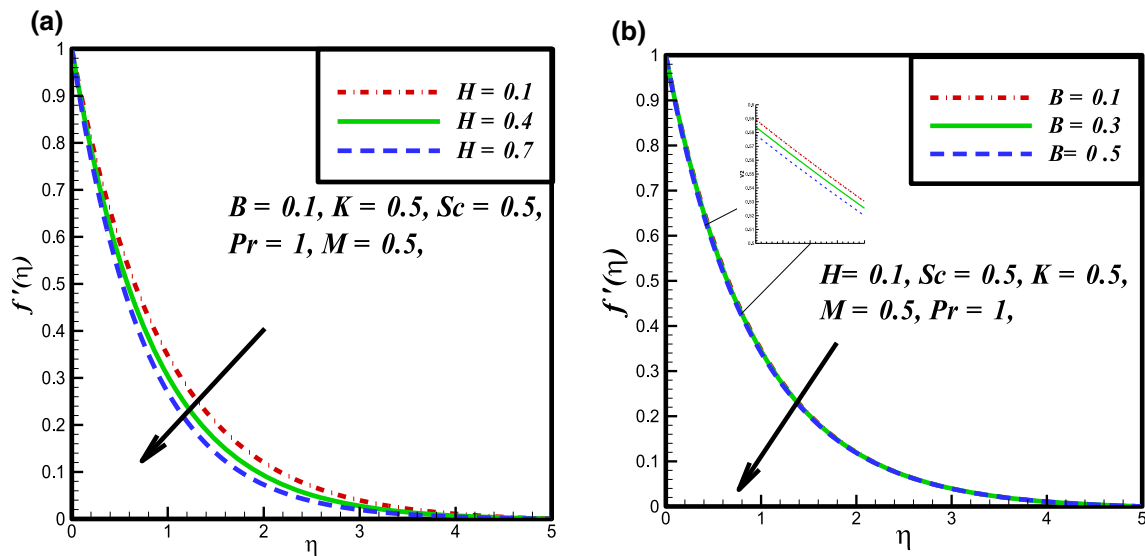 (a)
H = 0.1
H = 0.4
H = 0.7
B = 0.1, K = 0.5, Sc = 0.5,
Pr = 1, M = 0.5,
f'(η)
1
0.9
0.8
0.7
0.6
0.5
0.4
0.3
0.2
0.1
0
0 1 2 3 4 5
η
(b)
B = 0.1
B = 0.3
B= 0.5
H= 0.1, Sc = 0.5, K = 0.5,
M = 0.5, Pr = 1,
f'(η)
1
0.9
0.8
0.7
0.6
0.5
0.4
0.3
0.2
0.1
0
0 1 2 3 4 5
η